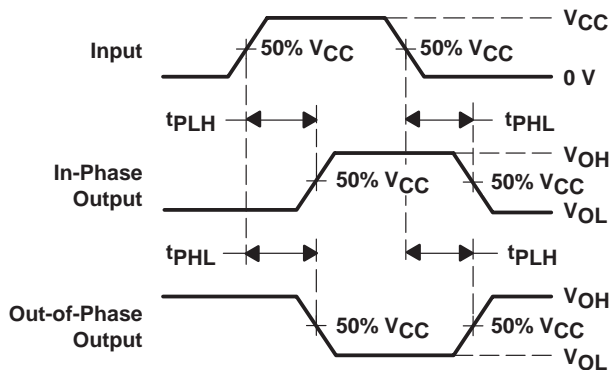 VCC
Input
50% VCC
50% VCC
0 V
tPLH
tPHL
VOH
In-Phase
Output
50% VCC
50% VCC
VOL
tPHL
tPLH
VOH
Out-of-Phase
Output
50% VCC
50% VCC
VOL